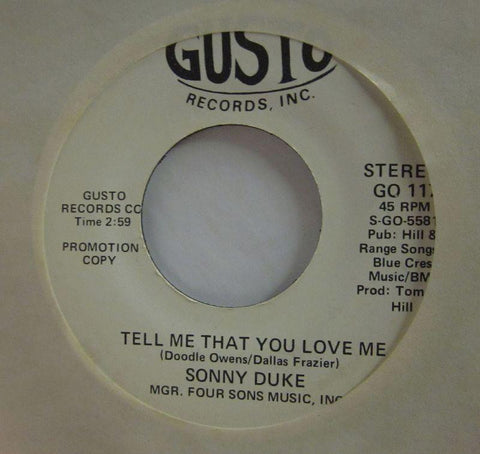 GUSTO
RECORDS, INC.
GUSTO
RECORDS CO
Time 2:59
PROMOTION
COPY
STERE
GO 11
45 RPM
S-GO-5581
Pub: Hill &
Range Songs
Blue Cres
Music/BM
Prod: Tom
Hill
TELL ME THAT YOU LOVE ME
(Doodle Owens/Dallas Frazier)
SONNY DUKE
MGR. FOUR SONS MUSIC, INC